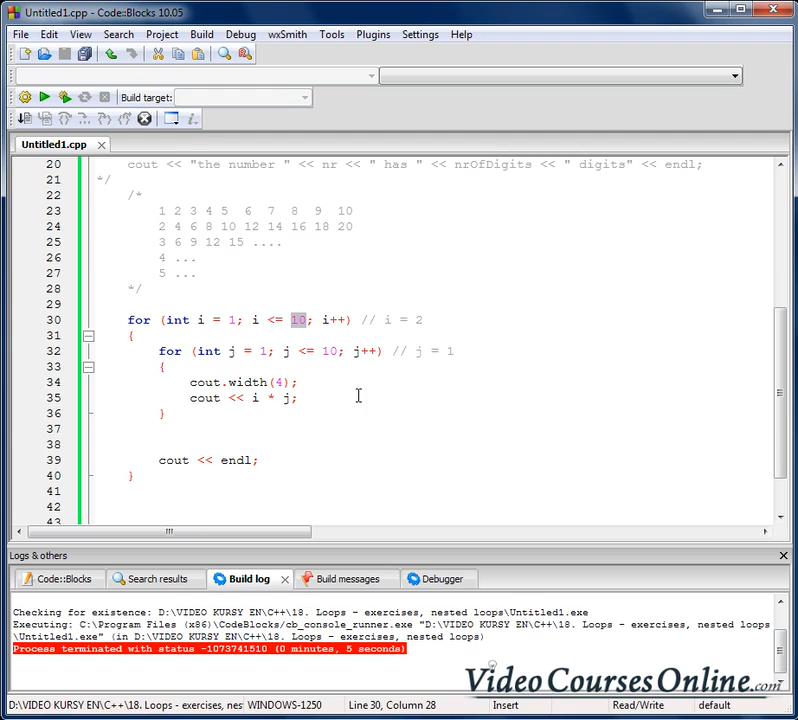 Untitled1.cpp - Code::Blocks 10.05
File Edit View Search Project Build Debug wxSmith Tools Plugins Settings Help
Build target:
Untitled1.cpp
20 cout << "the number " << nr << " has " << nrOfDigits << " digits" << endl;
21 */
22 /*
23 1 2 3 4 5 6 7 8 9 10
24 2 4 6 8 10 12 14 16 18 20
25 3 6 9 12 15 ....
26 4 ...
27 5 ...
28 */
29
30 for (int i = 1; i <= 10; i++) // i = 2
31 {
32 for (int j = 1; j <= 10; j++) // j = 1
33 {
34 cout.width(4);
35 cout << i * j;
36 }
37
38
39 cout << endl;
40 }
41
42
43
Logs & others
Code::Blocks Search results Build log Build messages Debugger
Checking for existence: D:\VIDEO KURSY EN\C++\18. Loops - exercises, nested loops\Untitled1.exe
Executing: C:\Program Files (x86)\CodeBlocks/cb_console_runner.exe "D:\VIDEO KURSY EN\C++\18. Loops - exercises, nested loops
\Untitled1.exe" (in D:\VIDEO KURSY EN\C++\18. Loops - exercises, nested loops)
Process terminated with status -1073741510 (0 minutes, 5 seconds)
VideoCoursesOnline.com
D:\VIDEO KURSY EN\C++\18. Loops - exercises, nes WINDOWS-1250 Line 30, Column 28 Insert Read/Write default